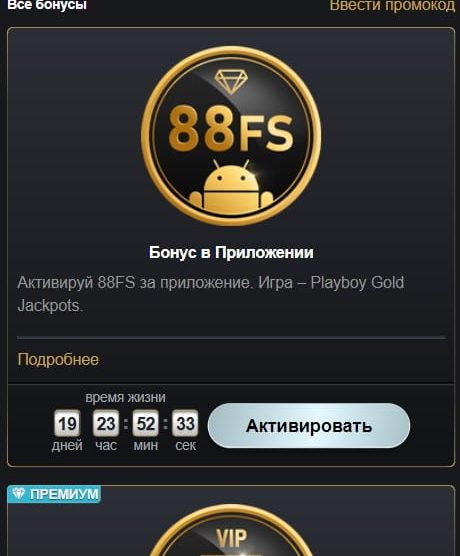 Все бонусы
Ввести промокод
88FS
Бонус в Приложении
Активируй 88FS за приложение. Игра – Playboy Gold
Jackpots.
Подробнее
время жизни
19 : 23 : 52 : 33
дней час мин сек
Активировать
ПРЕМИУМ
VIP